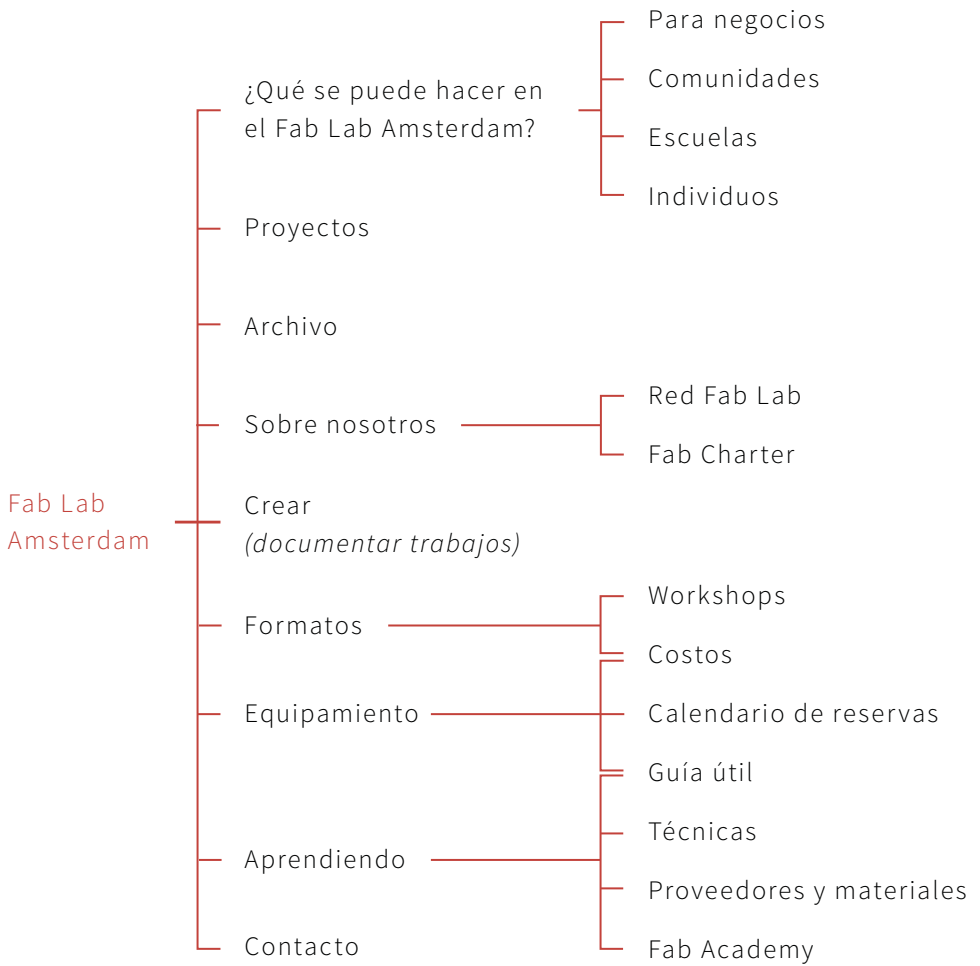 Para negocios
¿Qué se puede hacer en
el Fab Lab Amsterdam?
Comunidades
Escuelas
Individuos
Proyectos
Archivo
Sobre nosotros
Red Fab Lab
Fab Charter
Fab Lab
Amsterdam
Crear
(documentar trabajos)
Formatos
Workshops
Costos
Equipamiento
Calendario de reservas
Guía útil
Aprendiendo
Técnicas
Proveedores y materiales
Fab Academy
Contacto